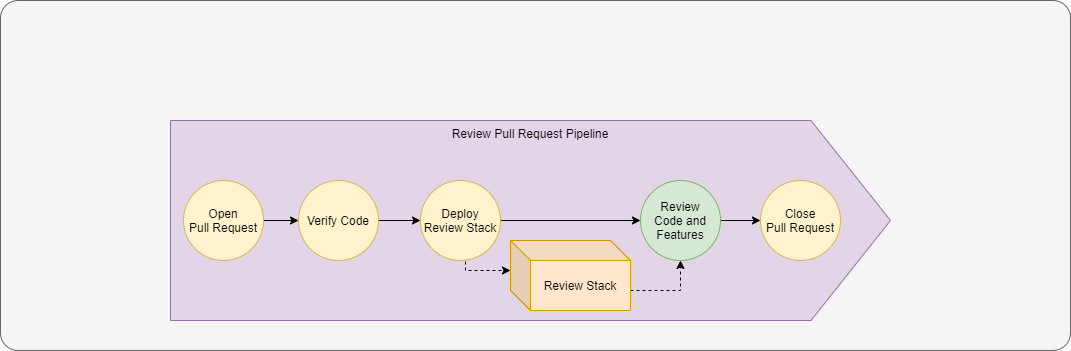 Review Pull Request Pipeline
Open
Pull Request
Verify Code
Deploy
Review Stack
Review
Code and
Features
Close
Pull Request
Review Stack